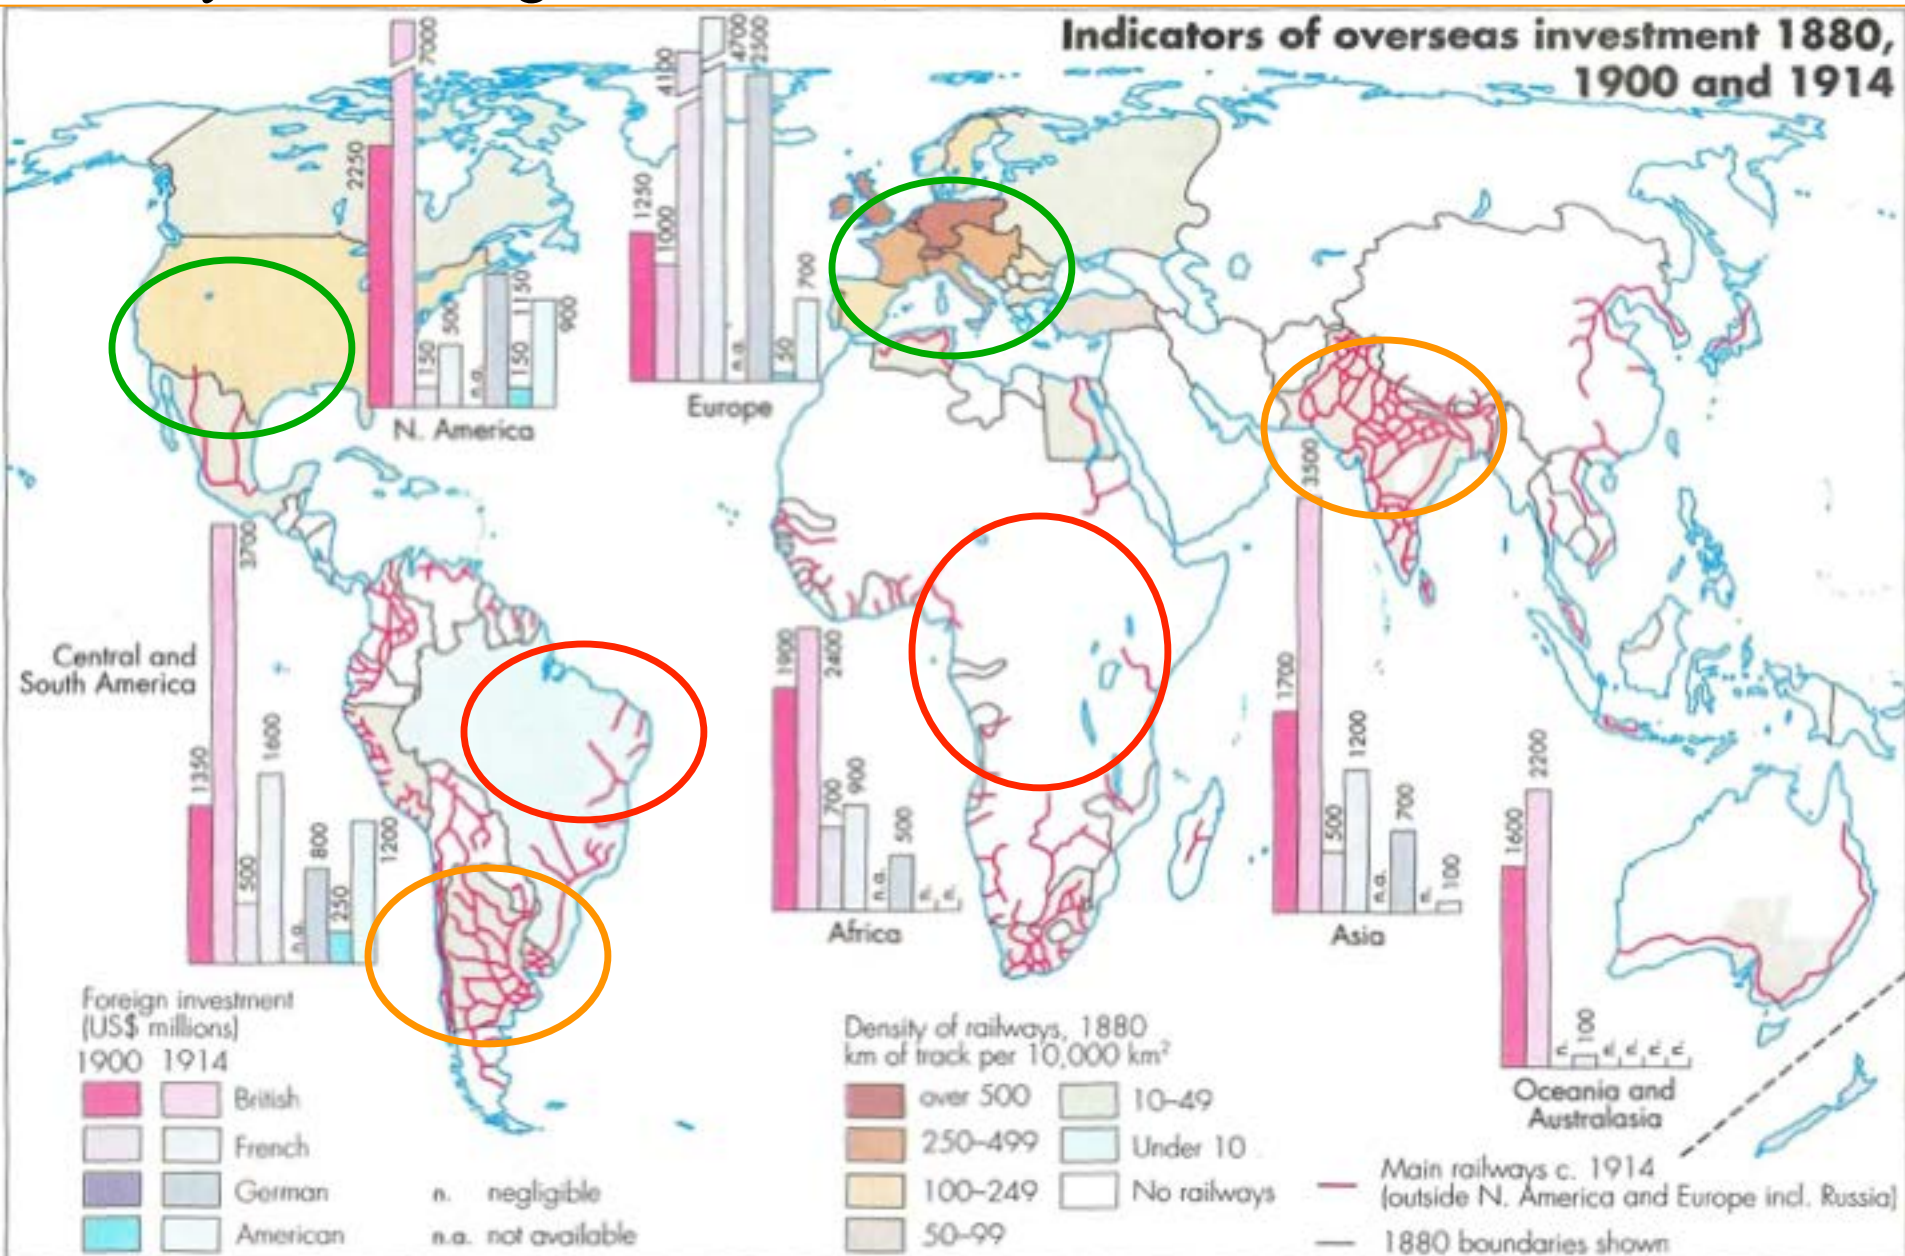 Indicators of overseas investment 1880,
1900 and 1914
2250
7000
150
500
n.a.
1150
150
900
N. America
1250
1000
4100
4700
n.a.
2500
50
700
Europe
Central and
South America
1350
3700
500
1600
n.a.
800
250
1200
1900
2400
700
900
n.a.
500
n.
n.
Africa
1700
3500
500
1200
n.a.
700
n.
100
Asia
1600
2200
n.
100
n.
n.
n.
n.
Oceania and
Australasia
Foreign investment
(US$ millions)
1900 1914
British
French
German
American
n. negligible
n.a. not available
Density of railways, 1880
km of track per 10,000 km²
over 500
250–499
100–249
50–99
10–49
Under 10
No railways
Main railways c. 1914
(outside N. America and Europe incl. Russia)
1880 boundaries shown